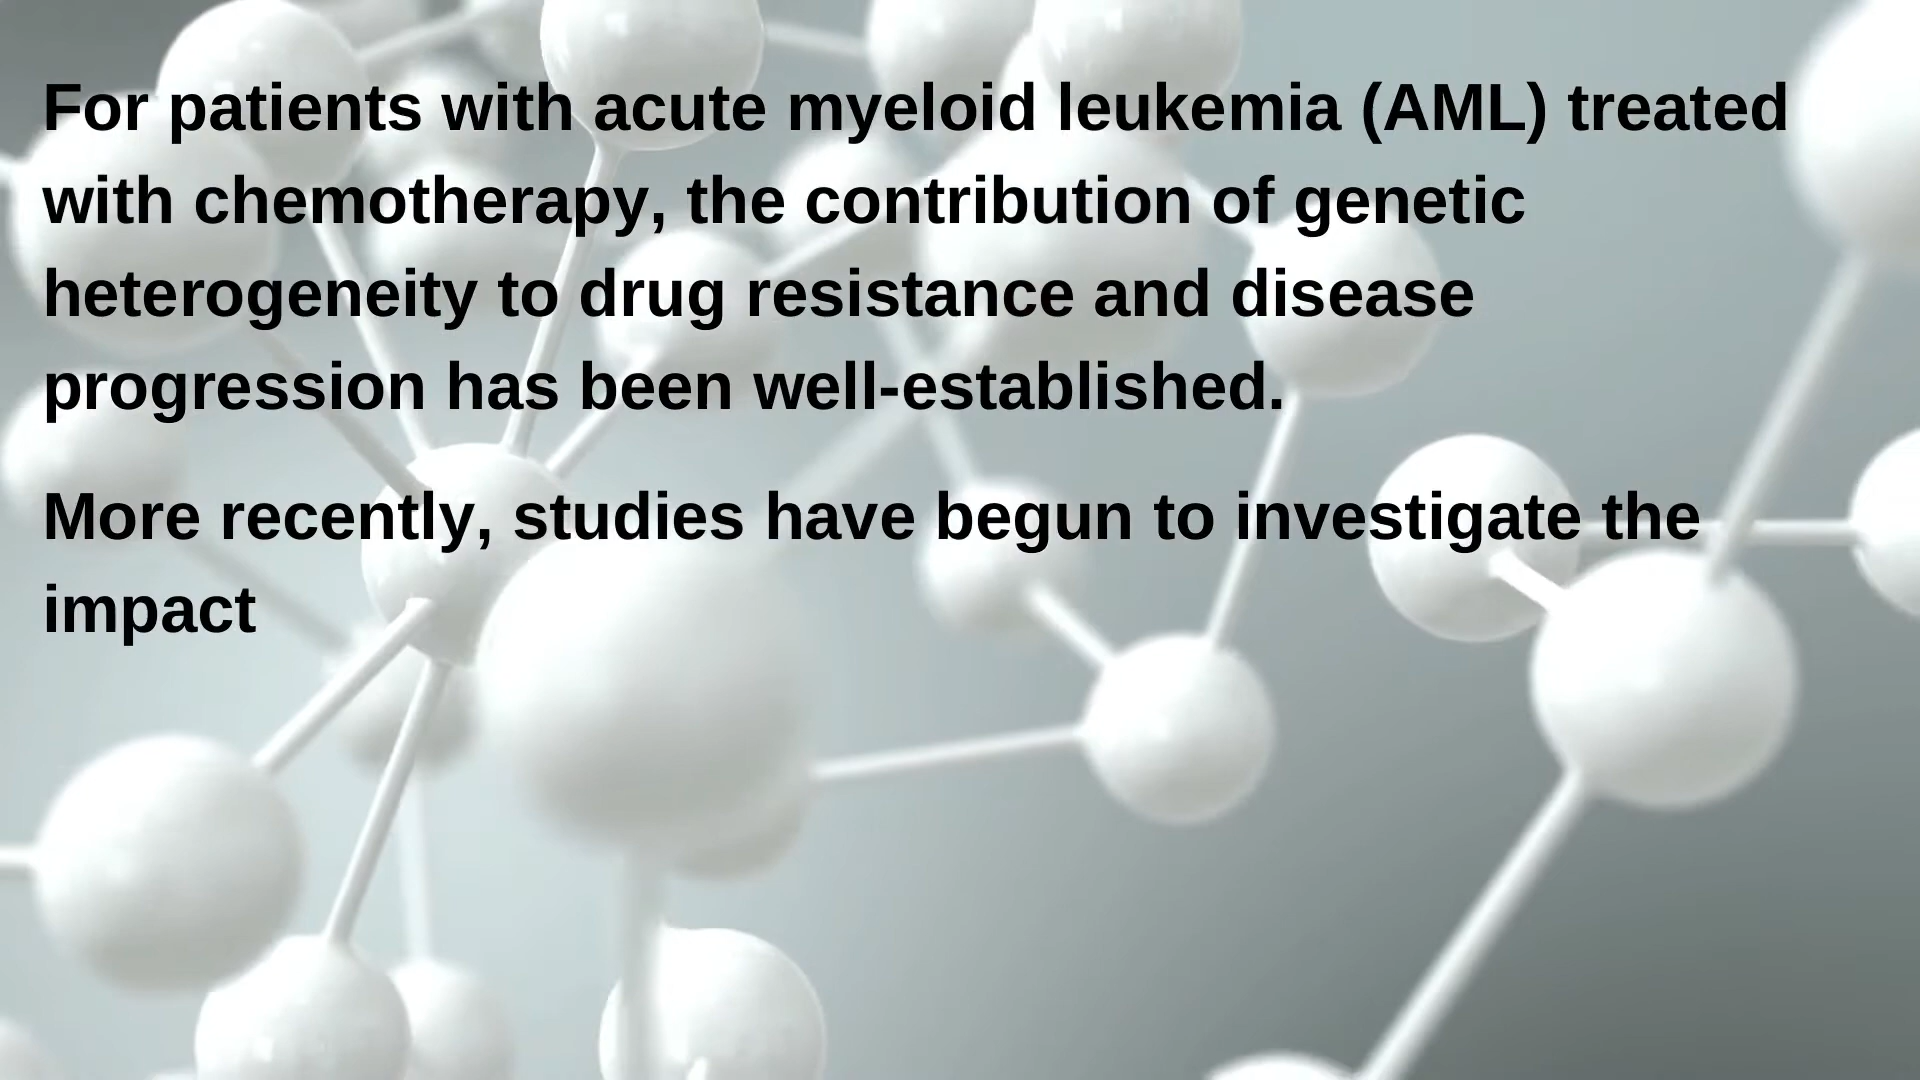 For patients with acute myeloid leukemia (AML) treated
with chemotherapy, the contribution of genetic
heterogeneity to drug resistance and disease
progression has been well-established.
More recently, studies have begun to investigate the
impact